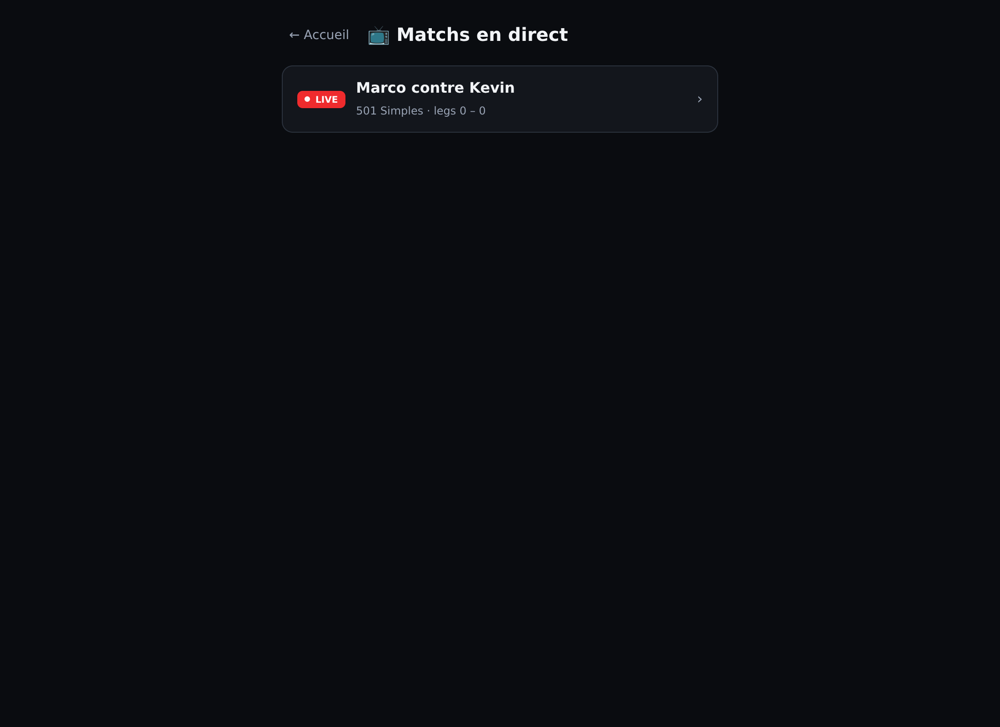 ← Accueil 📺 Matchs en direct
LIVE
Marco contre Kevin
501 Simples · legs 0 – 0
›